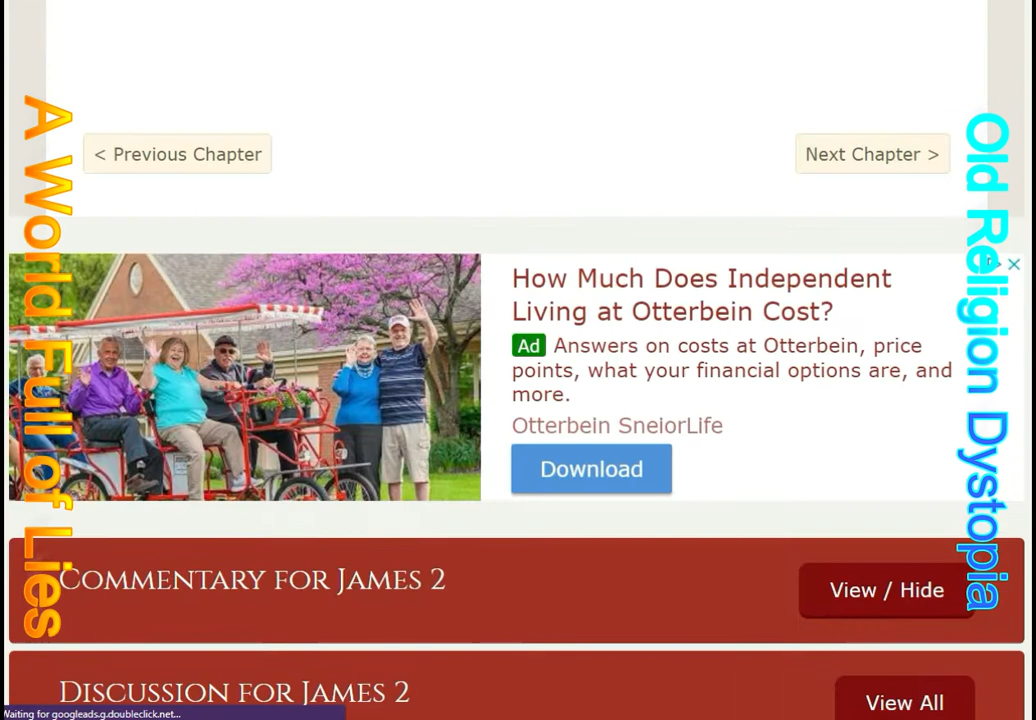 A World Full of Lies
Old Religion Dystopia
< Previous Chapter
Next Chapter >
How Much Does Independent
Living at Otterbein Cost?
Ad Answers on costs at Otterbein, price
points, what your financial options are, and
more.
Otterbein SneiorLife
Download
Commentary for James 2
View / Hide
Discussion for James 2
View All
Waiting for googleads.g.doubleclick.net...